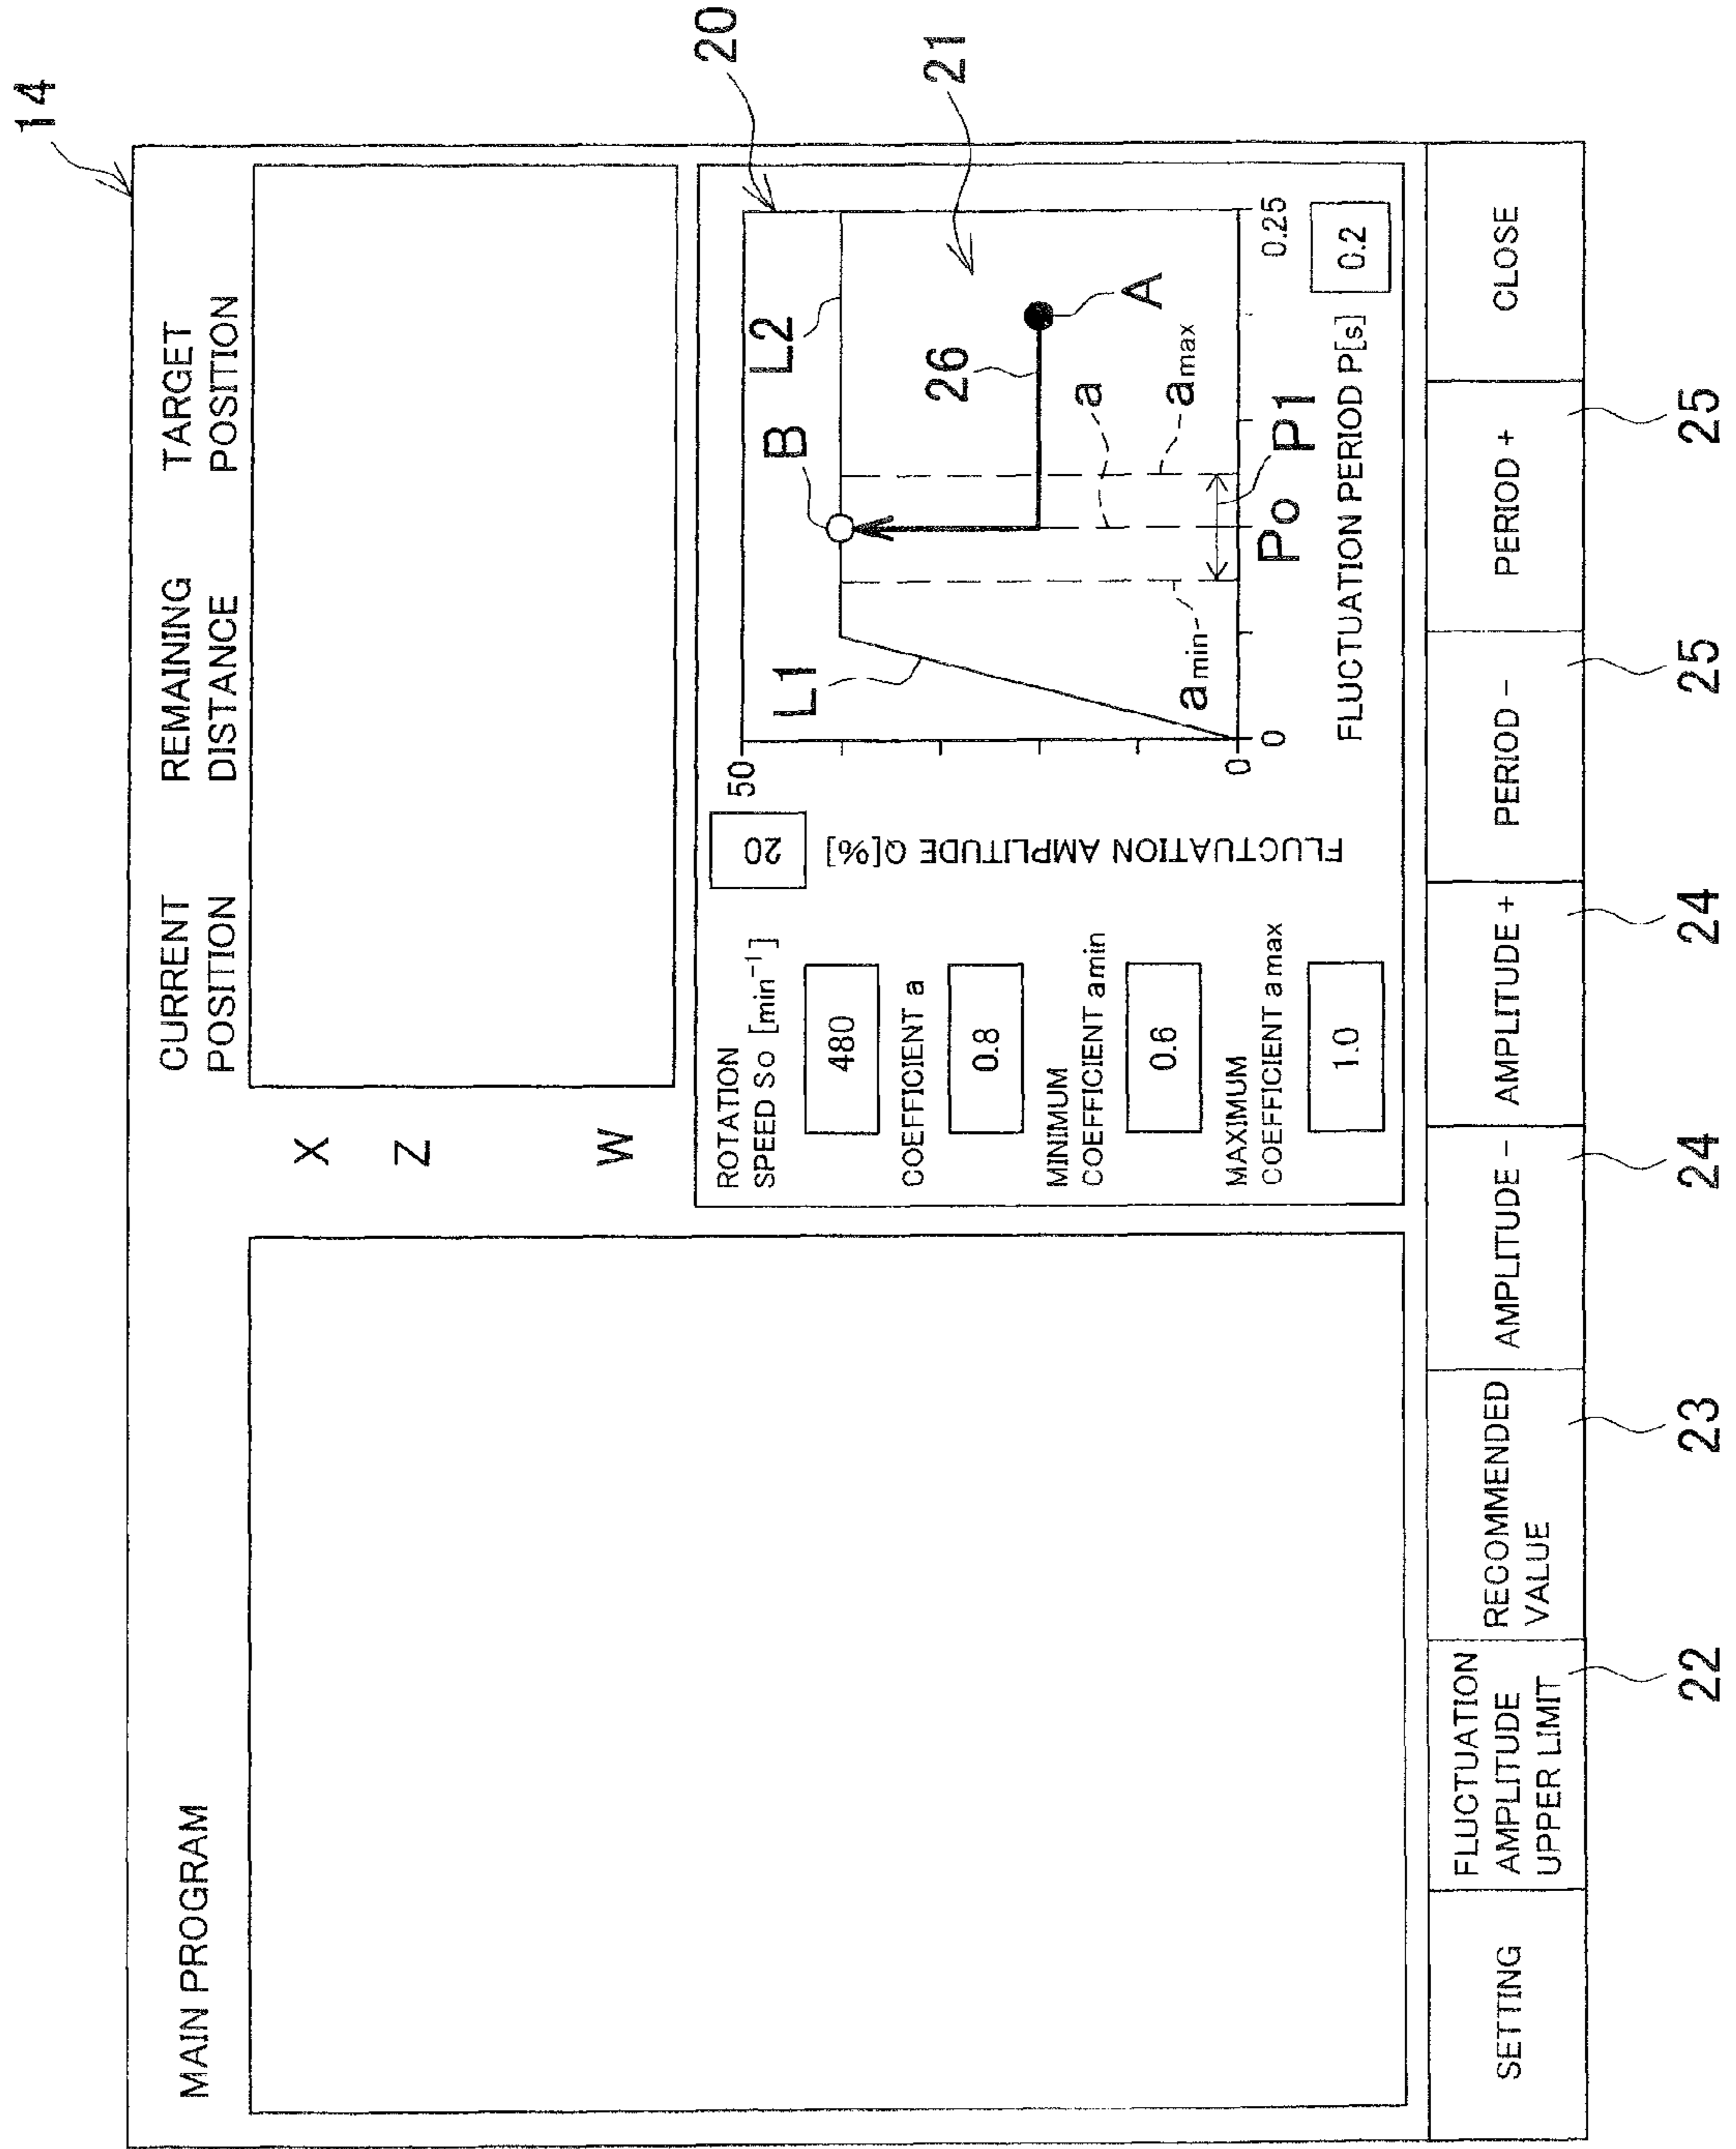 14
MAIN PROGRAM
CURRENT
POSITION
REMAINING
DISTANCE
TARGET
POSITION
X
Z
W
20
21
ROTATION
SPEED So [min⁻¹]
480
COEFFICIENT a
0.8
MINIMUM
COEFFICIENT amin
0.6
MAXIMUM
COEFFICIENT amax
1.0
20
FLUCTUATION AMPLITUDE Q[%]
50
0
L1
B
L2
26
A
a
amin
amax
Po
P1
0
0.25
FLUCTUATION PERIOD P[s]
0.2
SETTING
FLUCTUATION
AMPLITUDE
UPPER LIMIT
RECOMMENDED
VALUE
AMPLITUDE −
AMPLITUDE +
PERIOD −
PERIOD +
CLOSE
22
23
24
24
25
25